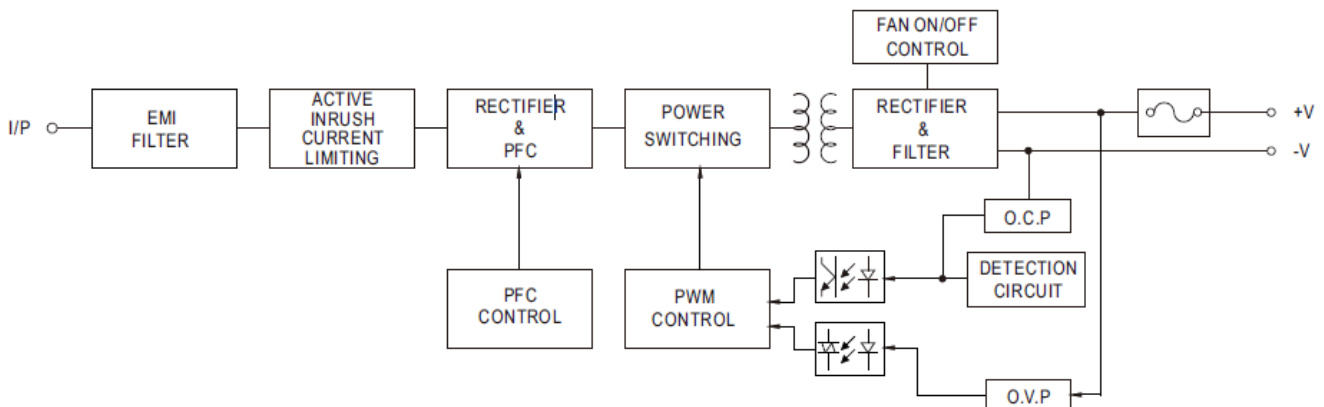 FAN ON/OFF
CONTROL
I/P
EMI
FILTER
ACTIVE
INRUSH
CURRENT
LIMITING
RECTIFIER
&
PFC
POWER
SWITCHING
RECTIFIER
&
FILTER
+V
-V
O.C.P
DETECTION
CIRCUIT
PFC
CONTROL
PWM
CONTROL
O.V.P